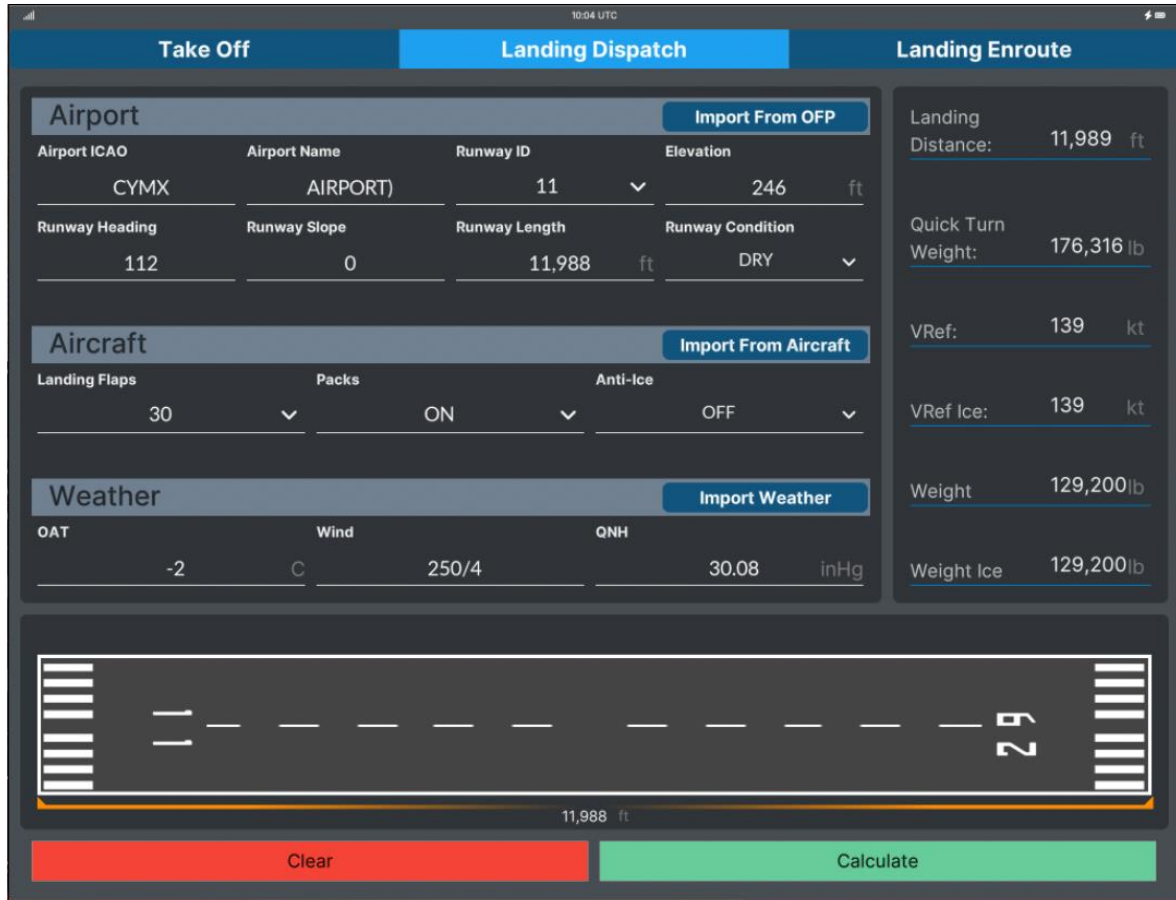 10:04 UTC
Take Off
Landing Dispatch
Landing Enroute
Airport
Import From OFP
Airport ICAO
Airport Name
Runway ID
Elevation
CYMX
AIRPORT)
11
246 ft
Runway Heading
Runway Slope
Runway Length
Runway Condition
112
0
11,988 ft
DRY
Aircraft
Import From Aircraft
Landing Flaps
Packs
Anti-Ice
30
ON
OFF
Weather
Import Weather
OAT
Wind
QNH
-2 C
250/4
30.08 inHg
Landing
Distance: 11,989 ft
Quick Turn
Weight: 176,316 lb
VRef: 139 kt
VRef Ice: 139 kt
Weight 129,200 lb
Weight Ice 129,200 lb
11
29
11,988 ft
Clear
Calculate